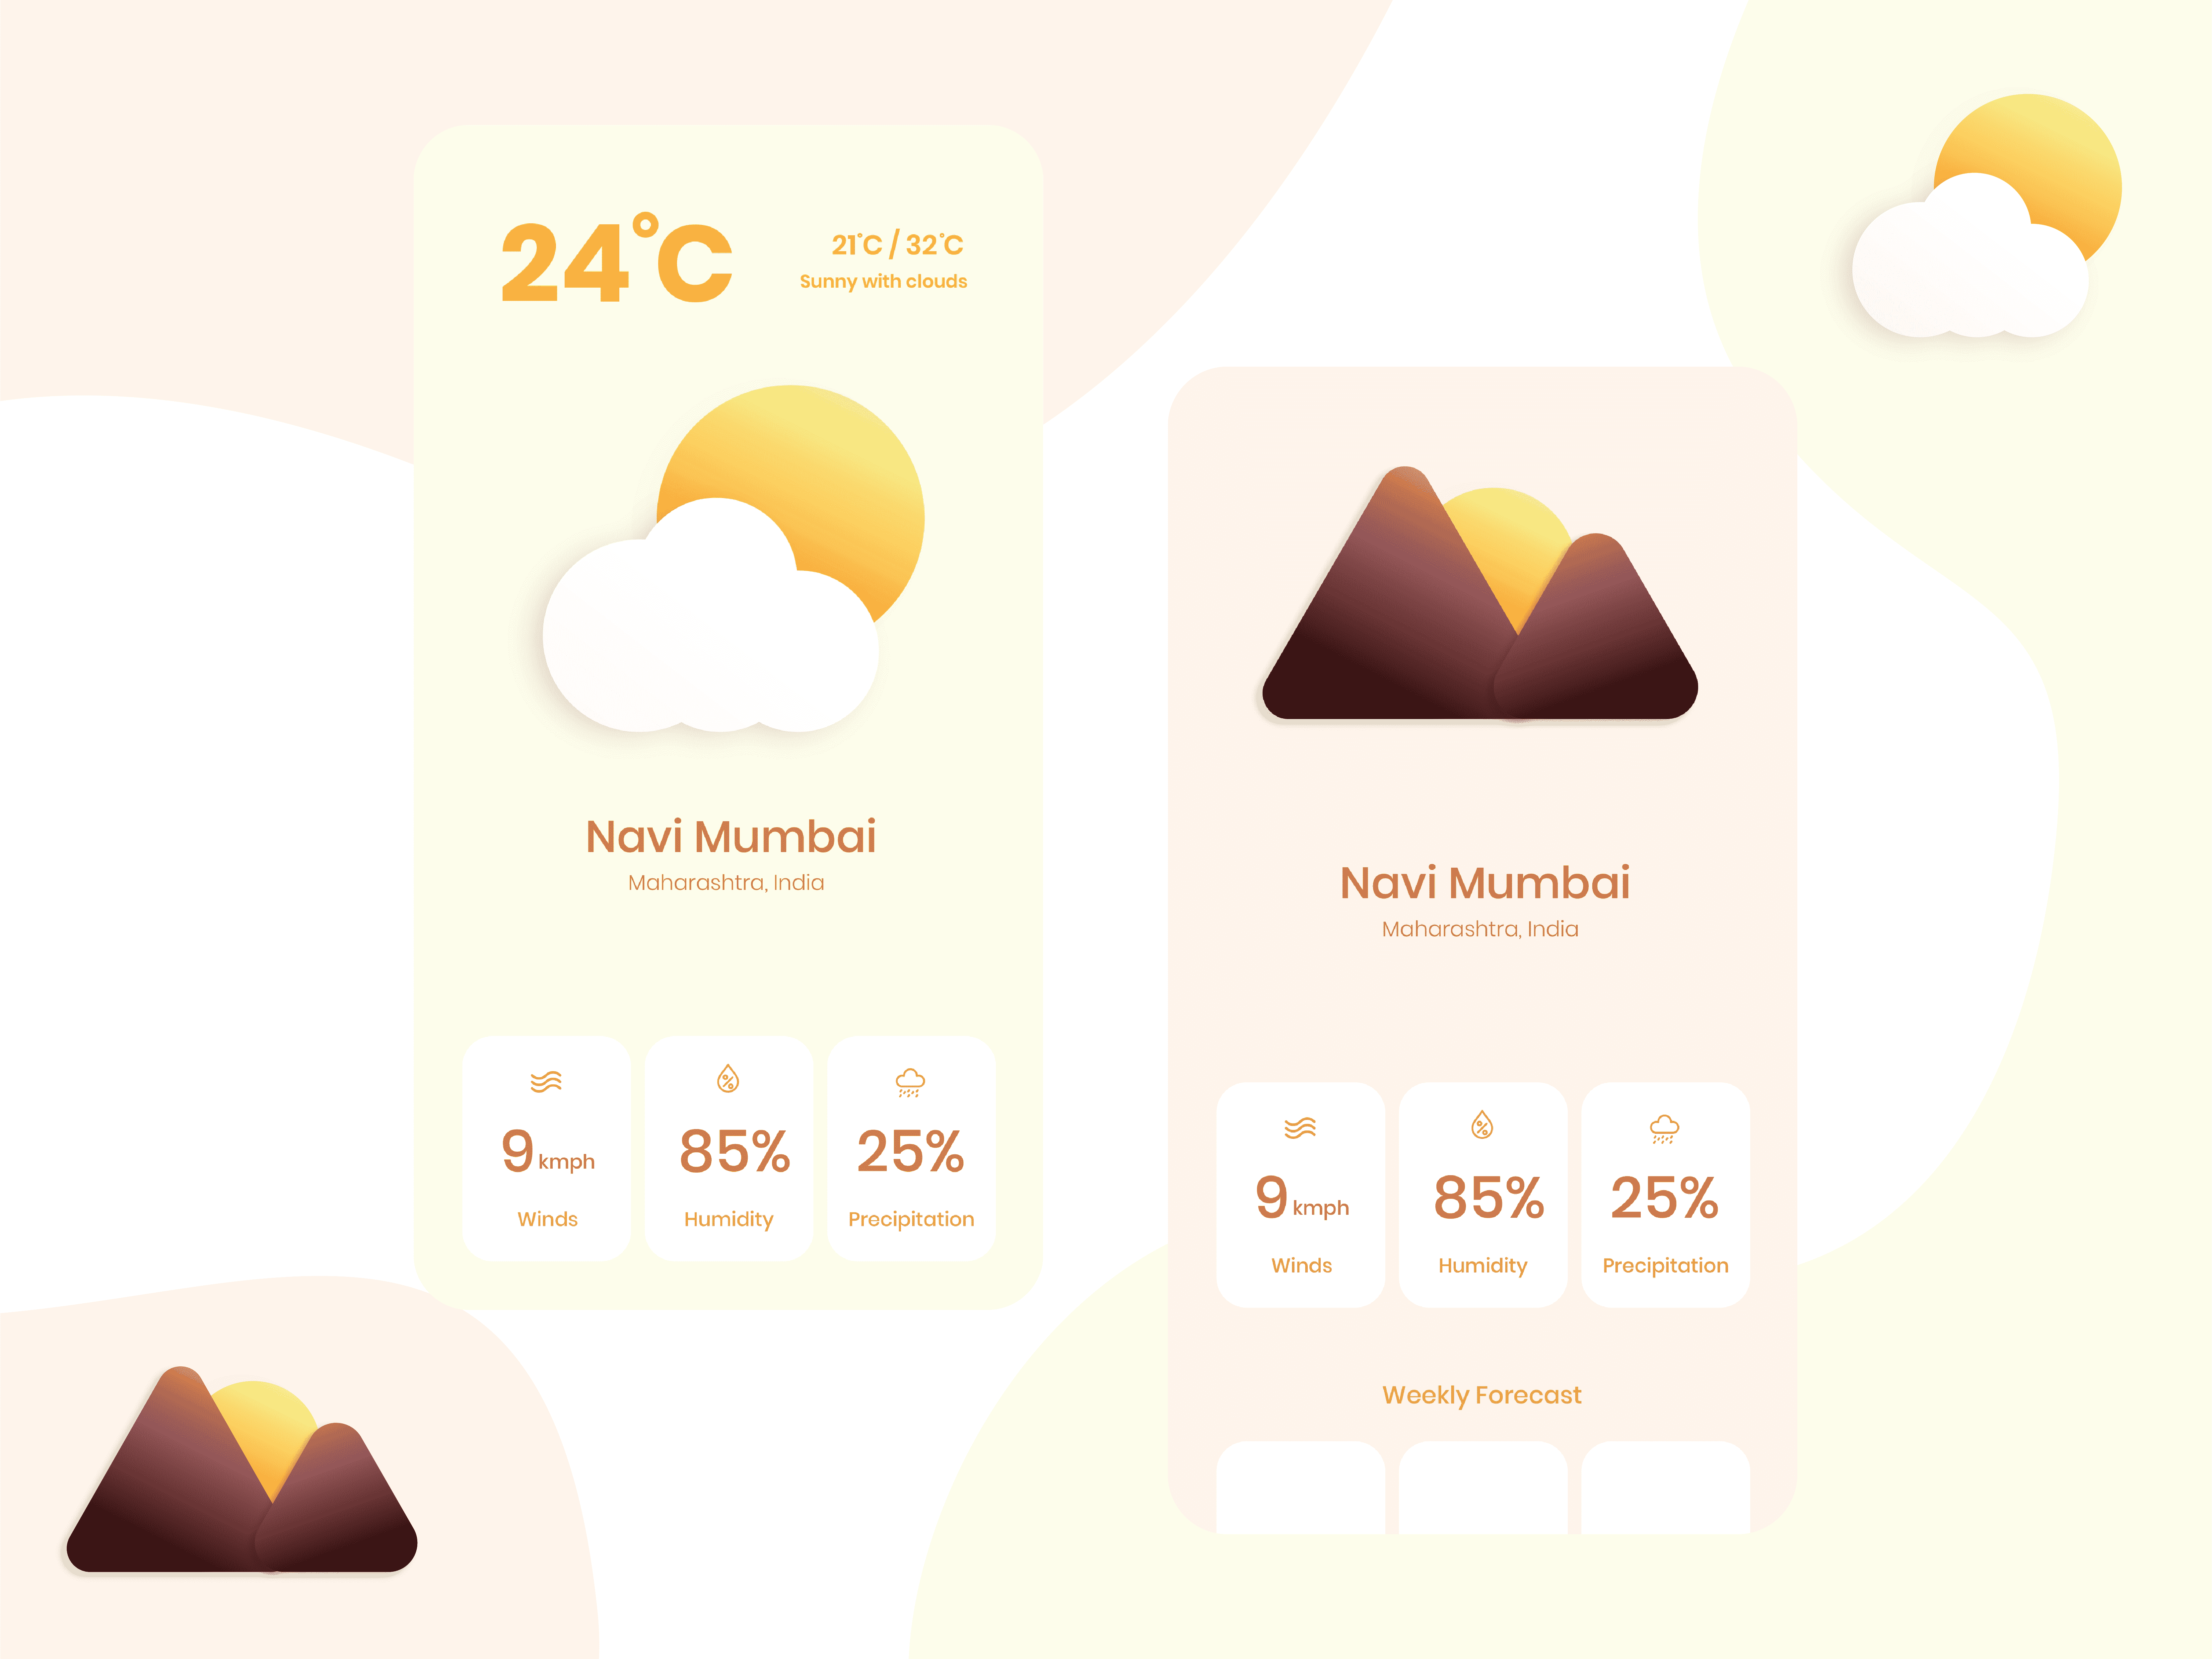 24°C
21°C / 32°C
Sunny with clouds
Navi Mumbai
Maharashtra, India
9 kmph
85%
25%
Winds
Humidity
Precipitation
Navi Mumbai
Maharashtra, India
9 kmph
85%
25%
Winds
Humidity
Precipitation
Weekly Forecast